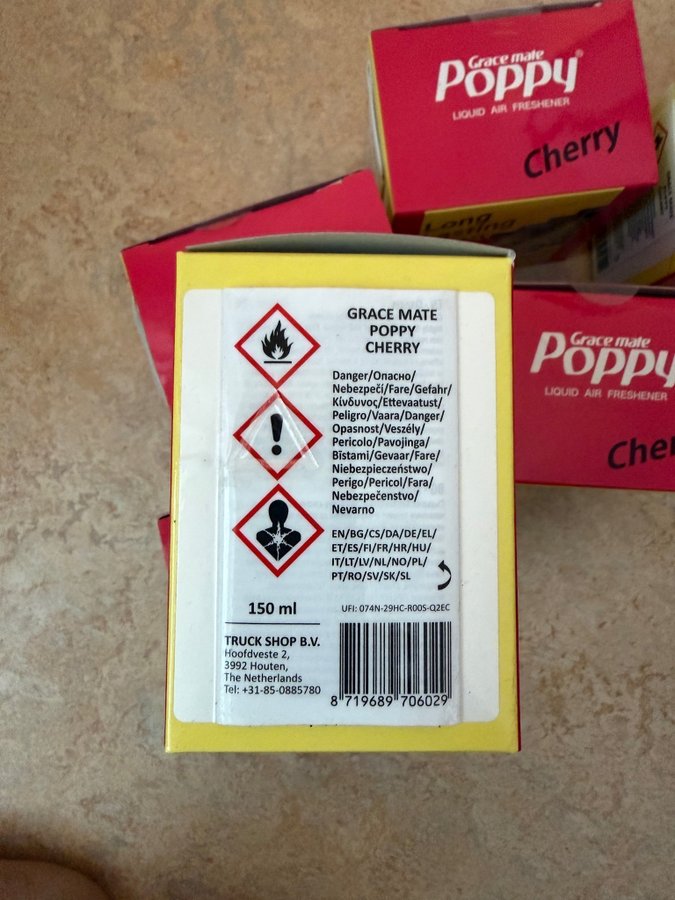 Grace mate
POPPY®
LIQUID AIR FRESHENER
Cherry
Long
GRACE MATE
POPPY
CHERRY
Danger/Опасно/
Nebezpečí/Fare/Gefahr/
Κίνδυνος/Ettevaatust/
Peligro/Vaara/Danger/
Opasnost/Veszély/
Pericolo/Pavojinga/
Bīstami/Gevaar/Fare/
Niebezpieczeństwo/
Perigo/Pericol/Fara/
Nebezpečenstvo/
Nevarno
EN/BG/CS/DA/DE/EL/
ET/ES/FI/FR/HR/HU/
IT/LT/LV/NL/NO/PL/
PT/RO/SV/SK/SL
150 ml
UFI: 074N-29HC-R00S-Q2EC
TRUCK SHOP B.V.
Hoofdveste 2,
3992 Houten,
The Netherlands
Tel: +31-85-0885780
8 719689 706029
Grace mate
POPPY
LIQUID AIR FRESHENER
Che